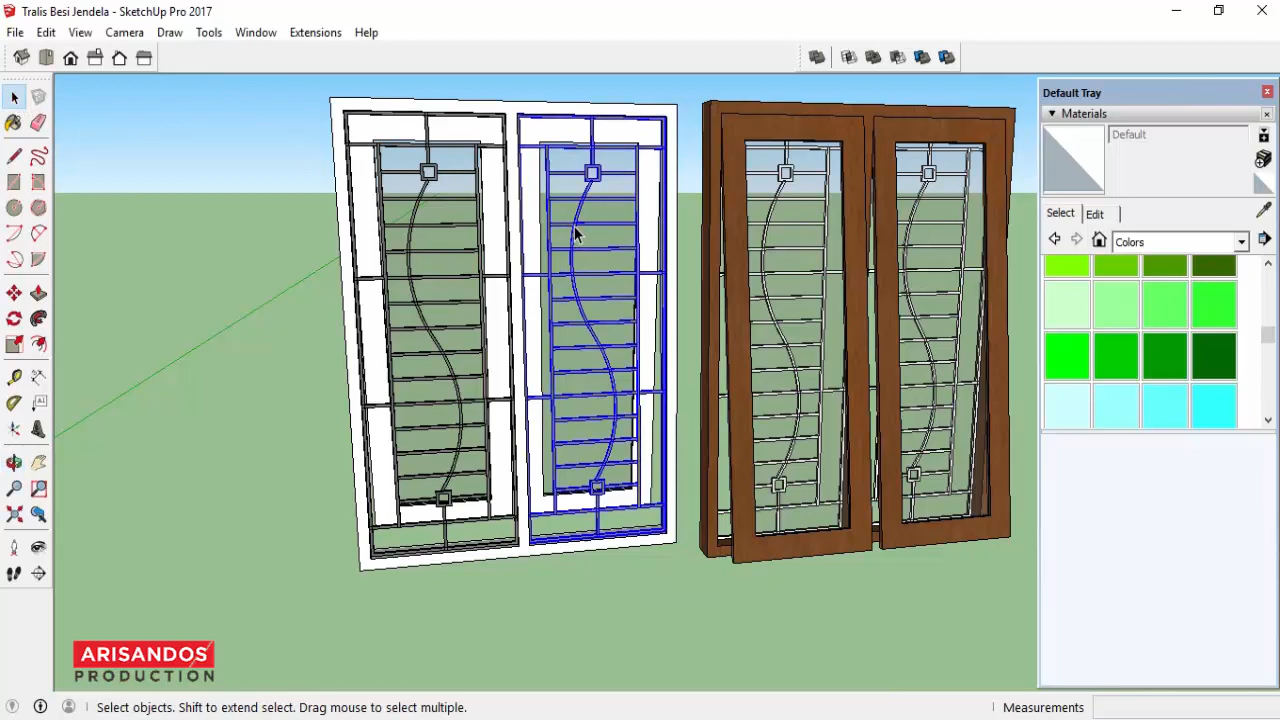 Tralis Besi Jendela - SketchUp Pro 2017
File Edit View Camera Draw Tools Window Extensions Help
Default Tray
Materials
Default
Select Edit
Colors
ARISANDOS
PRODUCTION
Select objects. Shift to extend select. Drag mouse to select multiple.
Measurements